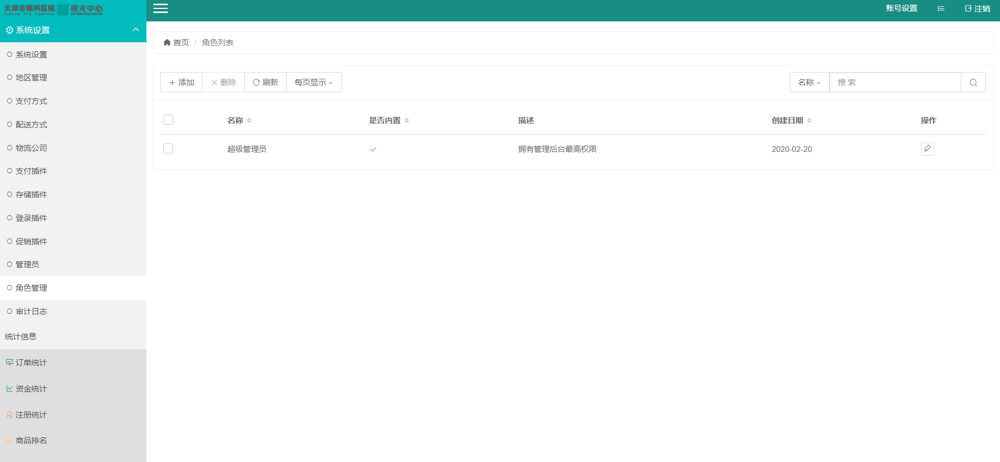 天津市眼科医院 视光中心
TIANJIN EYE HOSPITAL OPTOMETRIC CENTER
账号设置
注销
系统设置
首页 / 角色列表
系统设置
地区管理
支付方式
配送方式
物流公司
支付插件
存储插件
登录插件
促销插件
管理员
角色管理
审计日志
统计信息
订单统计
资金统计
注册统计
商品排名
添加 删除 刷新 每页显示
名称 搜 索
名称 是否内置 描述 创建日期 操作
超级管理员 拥有管理后台最高权限 2020-02-20